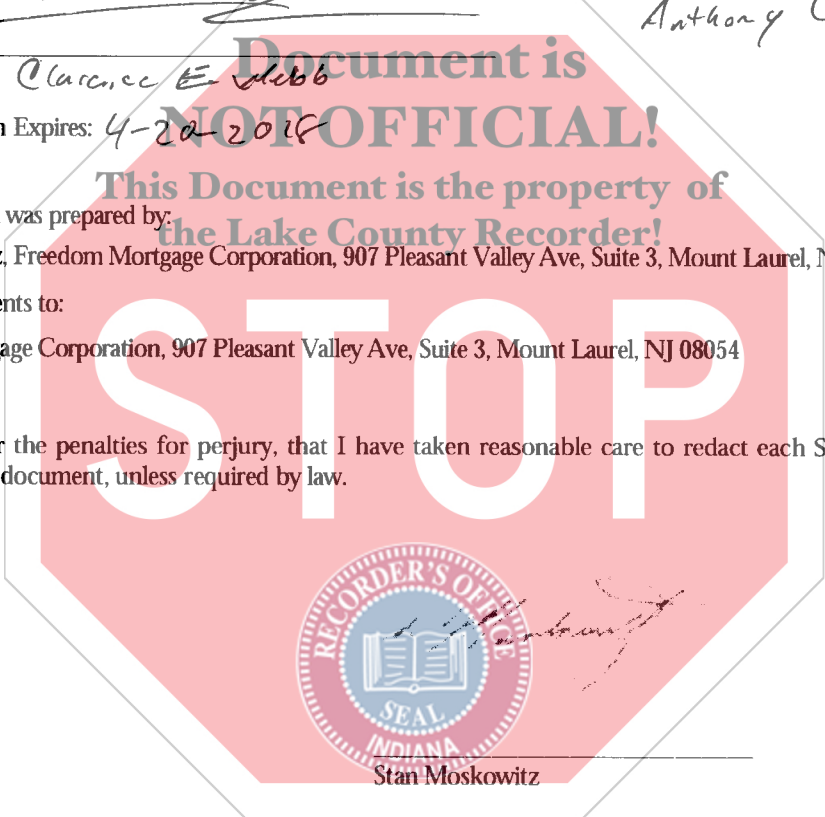 Anthony
Document is
Clarence E. Webb
NOT OFFICIAL!
n Expires: 4-20-2018
This Document is the property of
was prepared by:
the Lake County Recorder!
z, Freedom Mortgage Corporation, 907 Pleasant Valley Ave, Suite 3, Mount Laurel, N
ents to:
age Corporation, 907 Pleasant Valley Ave, Suite 3, Mount Laurel, NJ 08054
STOP
r the penalties for perjury, that I have taken reasonable care to redact each S
document, unless required by law.
RECORDER'S OFFICE
SEAL
INDIANA
Stan Moskowitz